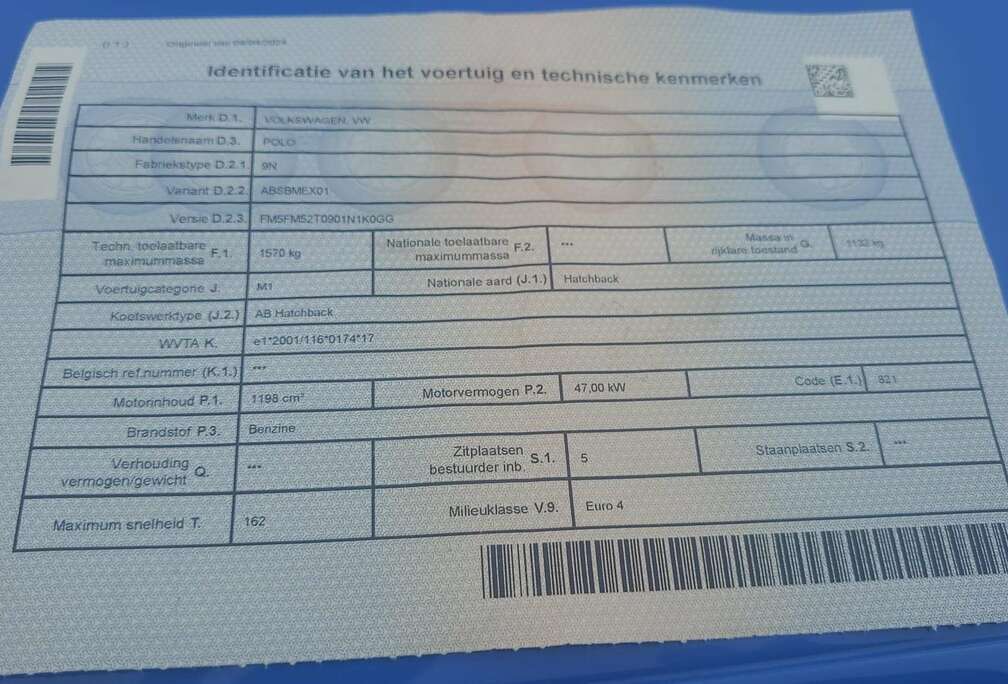 Identificatie van het voertuig en technische kenmerken
Merk D.1. VOLKSWAGEN, VW
Handelsnaam D.3. POLO
Fabriekstype D.2.1. 9N
Variant D.2.2. ABSBMEX01
Versie D.2.3. FM5FM52T0901N1K0GG
Techn. toelaatbare maximummassa F.1. 1570 kg Nationale toelaatbare maximummassa F.2. --- Massa in rijklare toestand G. 1132 kg
Voertuigcategorie J. M1 Nationale aard (J.1.) Hatchback
Koetswerktype (J.2.) AB Hatchback
WVTA K. e1*2001/116*0174*17
Belgisch ref.nummer (K.1.) ---
Motorinhoud P.1. 1198 cm³ Motorvermogen P.2. 47,00 kW Code (E.1.) 821
Brandstof P.3. Benzine
Verhouding vermogen/gewicht Q. --- Zitplaatsen bestuurder inb. S.1. 5 Staanplaatsen S.2. ---
Maximum snelheid T. 162 Milieuklasse V.9. Euro 4